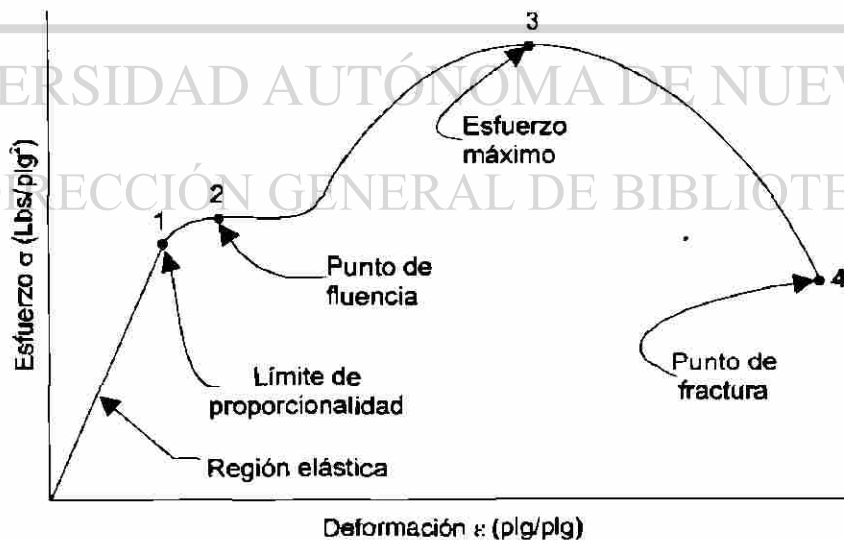 3
ERSIDAD AUTÓNOMA DE NUEV
Esfuerzo
máximo
DIRECCIÓN GENERAL DE BIBLIOTE
1
2
Esfuerzo σ (Lbs/plg²)
Punto de
fluencia
4
Punto de
fractura
Límite de
proporcionalidad
Región elástica
Deformación ε (plg/plg)